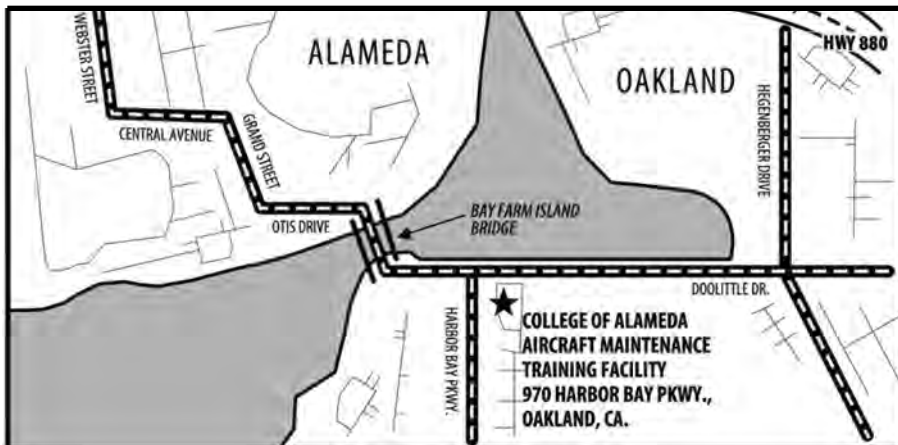 WEBSTER STREET
ALAMEDA
OAKLAND
HWY 880
CENTRAL AVENUE
GRAND STREET
HEGENBERGER DRIVE
OTIS DRIVE
BAY FARM ISLAND
BRIDGE
DOOLITTLE DR.
HARBOR BAY PKWY.
COLLEGE OF ALAMEDA
AIRCRAFT MAINTENANCE
TRAINING FACILITY
970 HARBOR BAY PKWY.,
OAKLAND, CA.